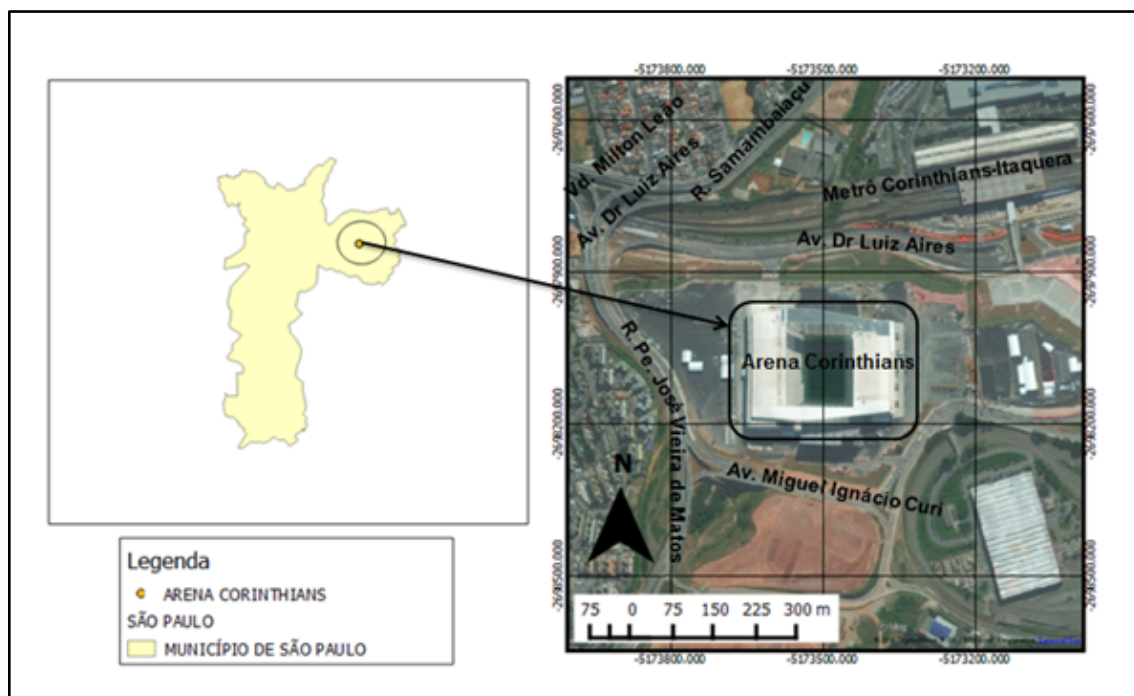 Legenda
ARENA CORINTHIANS
SÃO PAULO
MUNICÍPIO DE SÃO PAULO
-5173800.000 -5173500.000 -5173200.000
Vd. Milton Leão
Av. Dr Luiz Aires
R. Samambaiaçu
Metrô Corinthians-Itaquera
Av. Dr Luiz Aires
Arena Corinthians
R. Pe. José Vieira de Matos
Av. Miguel Ignácio Curi
N
75 0 75 150 225 300 m
-5173800.000 -5173500.000 -5173200.000